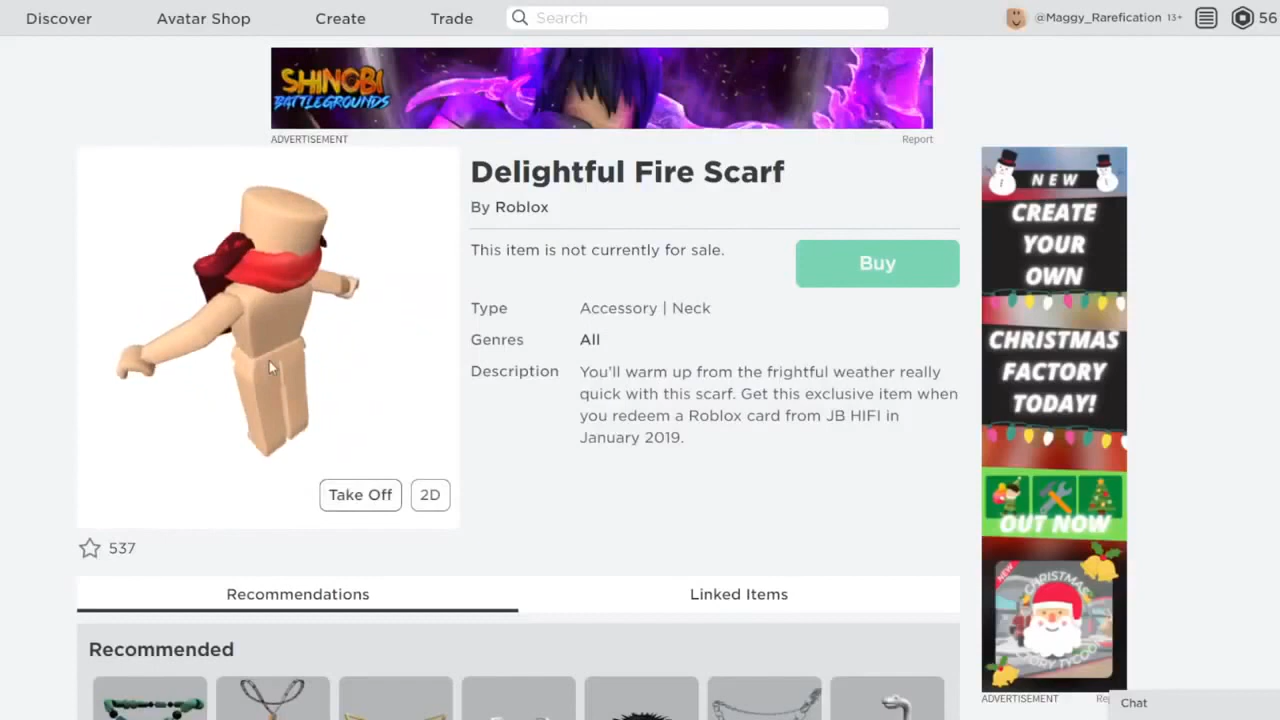 Discover Avatar Shop Create Trade Search @Maggy_Rarefication 13+ 56
SHINOBI
BATTLEGROUNDS
ADVERTISEMENT Report
Delightful Fire Scarf
By Roblox
This item is not currently for sale.
Buy
Type Accessory | Neck
Genres All
Description You'll warm up from the frightful weather really
quick with this scarf. Get this exclusive item when
you redeem a Roblox card from JB HIFI in
January 2019.
Take Off 2D
537
Recommendations Linked Items
Recommended
NEW
CREATE
YOUR
OWN
CHRISTMAS
FACTORY
TODAY!
OUT NOW
NEW
CHRISTMAS
ADVERTISEMENT
Chat